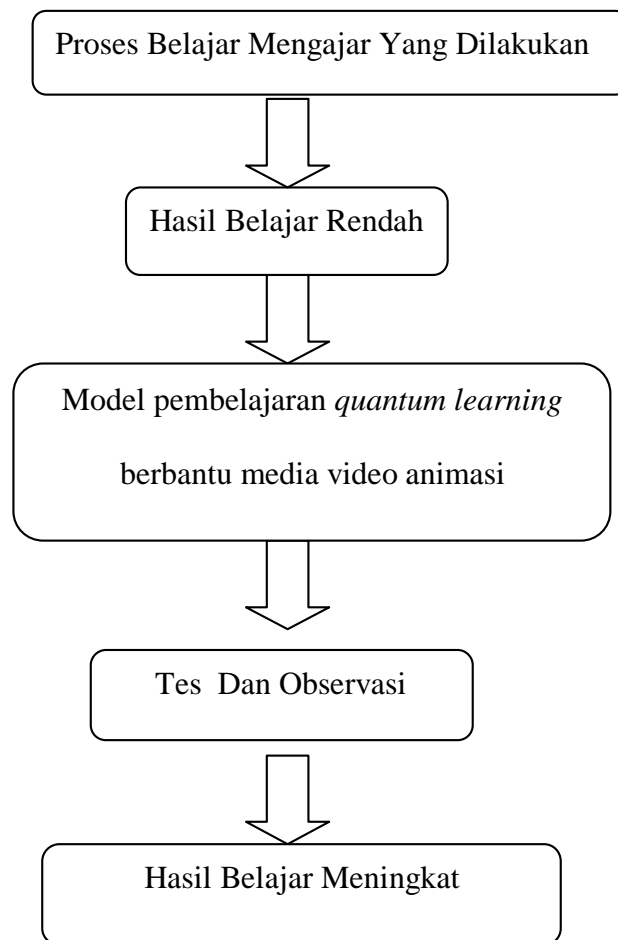 Proses Belajar Mengajar Yang Dilakukan
Hasil Belajar Rendah
Model pembelajaran quantum learning
berbantu media video animasi
Tes Dan Observasi
Hasil Belajar Meningkat